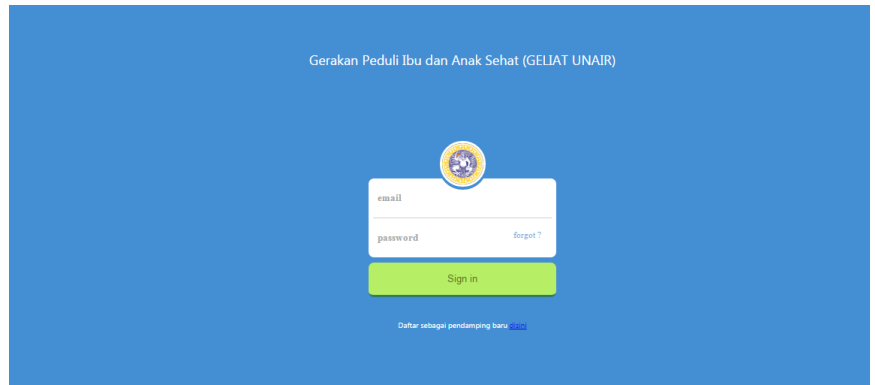 Gerakan Peduli Ibu dan Anak Sehat (GELIAT UNAIR)
email
password forgot ?
Sign in
Daftar sebagai pendamping baru disini